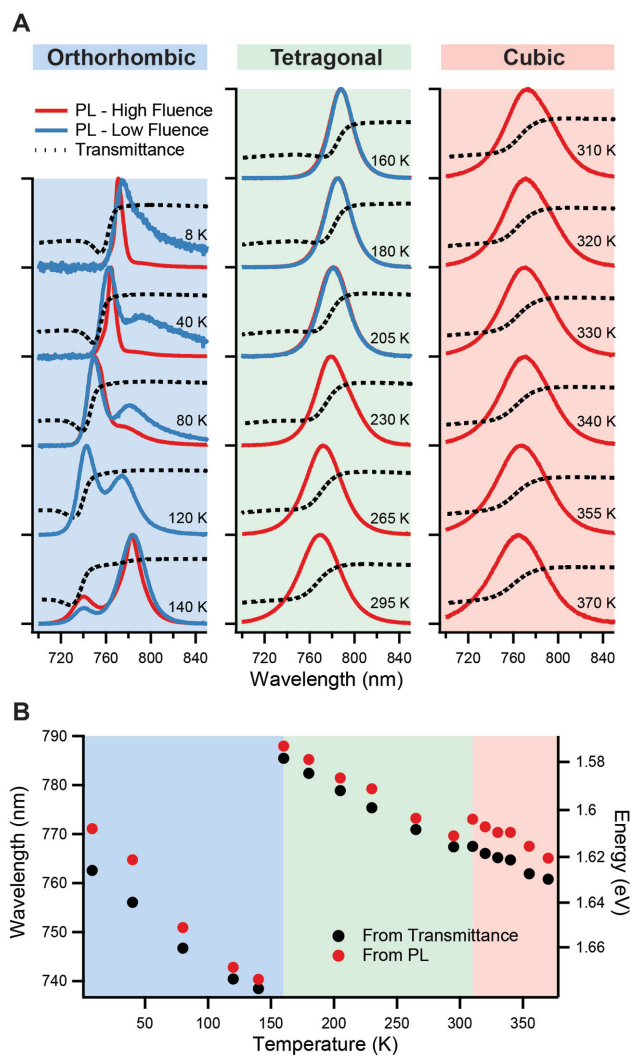 A
Orthorhombic
Tetragonal
Cubic
PL - High Fluence
PL - Low Fluence
Transmittance
8 K
40 K
80 K
120 K
140 K
720 760 800 840
160 K
180 K
205 K
230 K
265 K
295 K
720 760 800 840
310 K
320 K
330 K
340 K
355 K
370 K
720 760 800 840
Wavelength (nm)
B
Wavelength (nm)
790
780
770
760
750
740
1.58
1.6
1.62
1.64
1.66
Energy (eV)
From Transmittance
From PL
50 100 150 200 250 300 350
Temperature (K)